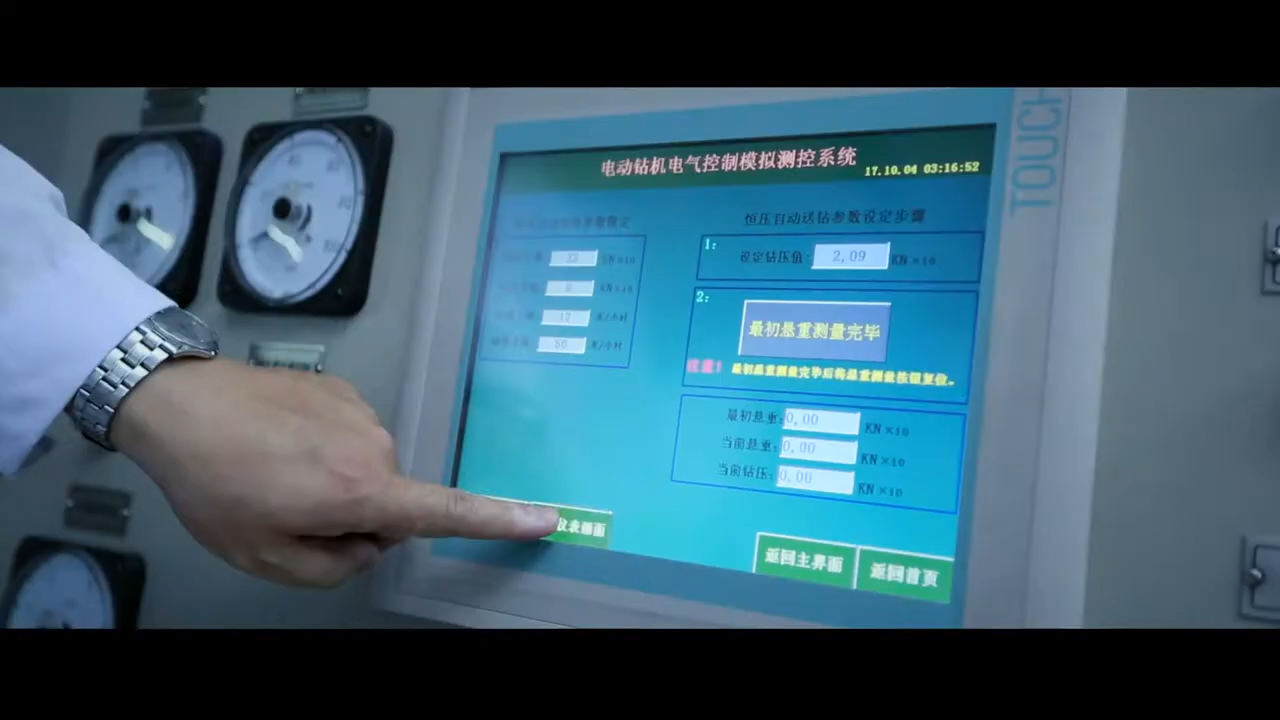 电动钻机电气控制模拟测控系统
17.10.04 03:16:52
TOUCH
恒压自动送钻参数设定步骤
1:
设定钻压值: 2.09 KN×10
2:
最初悬重测量完毕
注意! 最初悬重测量完毕后将悬重测量按钮复位。
KN×10
KN×10
12 米/小时
50 米/小时
最初悬重: 0.00 KN×10
当前悬重: 0.00 KN×10
当前钻压: 0.00 KN×10
仪表画面
返回主界面
返回首页